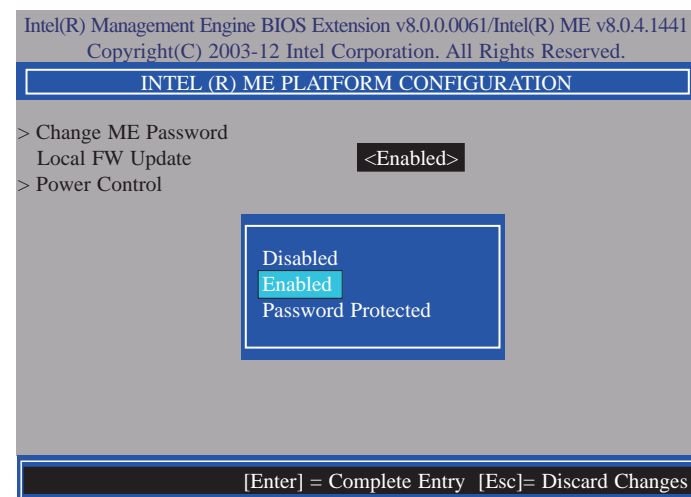 Intel(R) Management Engine BIOS Extension v8.0.0.0061/Intel(R) ME v8.0.4.1441
Copyright(C) 2003-12 Intel Corporation. All Rights Reserved.
INTEL (R) ME PLATFORM CONFIGURATION
> Change ME Password
Local FW Update <Enabled>
> Power Control
Disabled
Enabled
Password Protected
[Enter] = Complete Entry [Esc]= Discard Changes